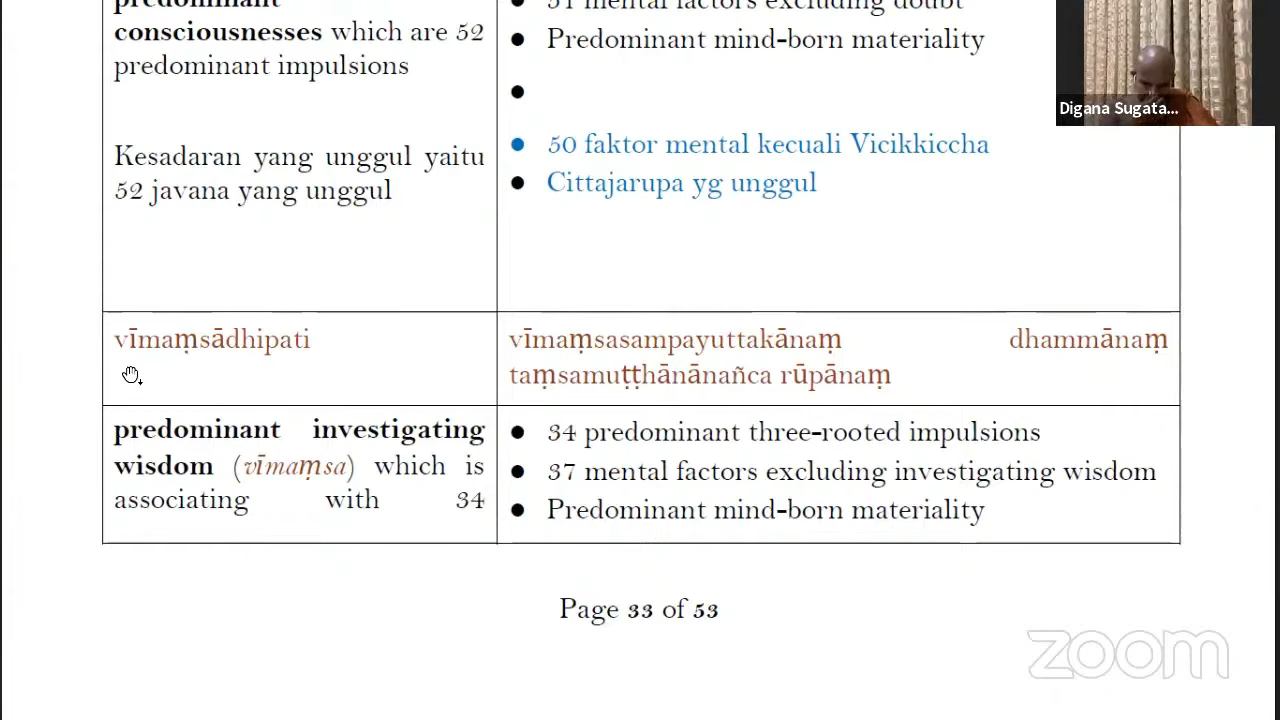 predominant
consciousnesses which are 52
predominant impulsions
Kesadaran yang unggul yaitu
52 javana yang unggul
51 mental factors excluding doubt
Predominant mind-born materiality
50 faktor mental kecuali Vicikkiccha
Cittajarupa yg unggul
Digana Sugata...
vīmaṃsādhipati
vīmaṃsasampayuttakānaṃ dhammānaṃ
taṃsamuṭṭhānānañca rūpānaṃ
predominant investigating
wisdom (vīmaṃsa) which is
associating with 34
34 predominant three-rooted impulsions
37 mental factors excluding investigating wisdom
Predominant mind-born materiality
Page 33 of 53
zoom